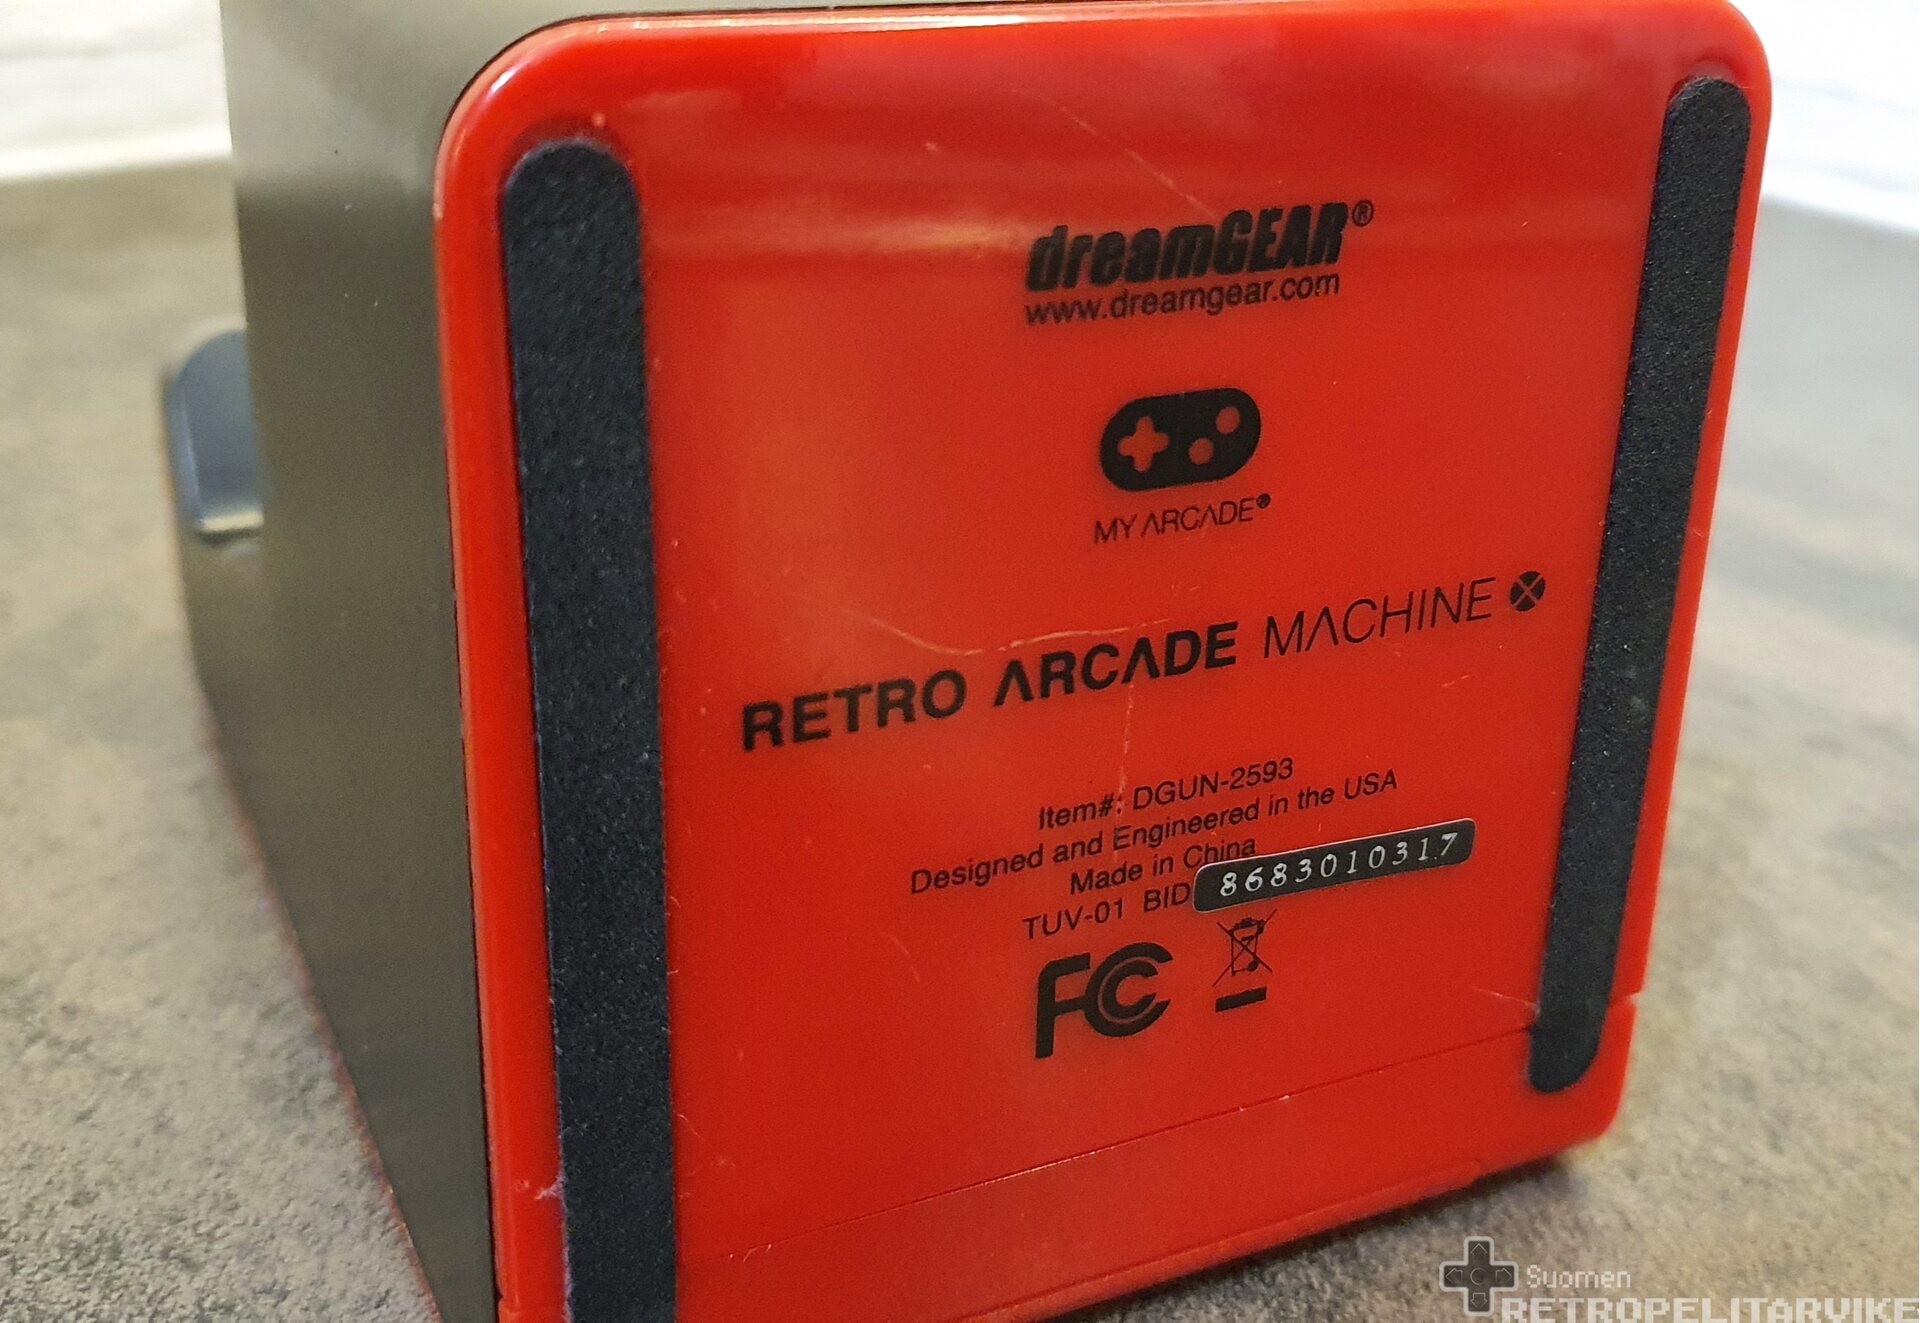 dreamGEAR®
www.dreamgear.com
MY ARCADE®
RETRO ARCADE MACHINE X
Item#: DGUN-2593
Designed and Engineered in the USA
Made in China
TUV-01 BID 8683010317
FC
Suomen
RETROPELITARVIKE